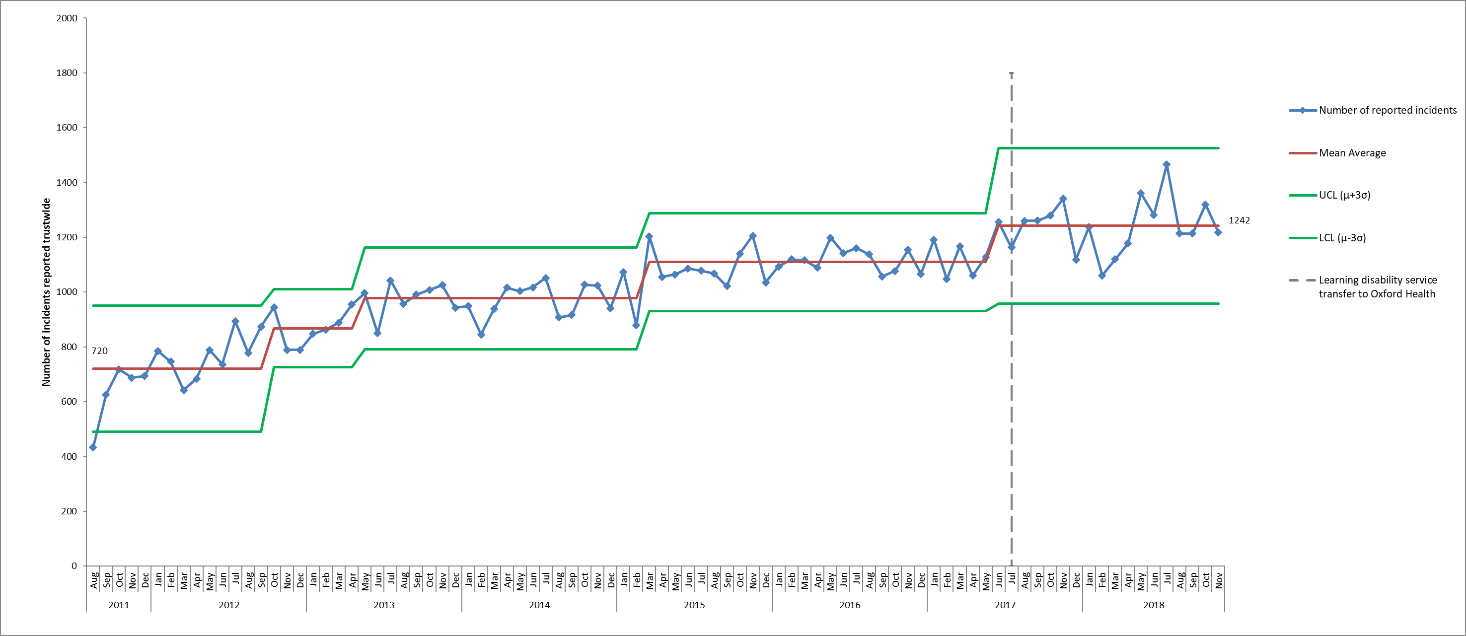 2000
1800
1600
1400
1200
1000
800
600
400
200
0
Number of Incidents reported trustwide
720
1242
Number of reported incidents
Mean Average
UCL (μ+3σ)
LCL (μ-3σ)
Learning disability service
transfer to Oxford Health
Aug Sep Oct Nov Dec Jan Feb Mar Apr May Jun Jul Aug Sep Oct Nov Dec Jan Feb Mar Apr May Jun Jul Aug Sep Oct Nov Dec Jan Feb Mar Apr May Jun Jul Aug Sep Oct Nov Dec Jan Feb Mar Apr May Jun Jul Aug Sep Oct Nov Dec Jan Feb Mar Apr May Jun Jul Aug Sep Oct Nov Dec Jan Feb Mar Apr May Jun Jul Aug Sep Oct Nov Dec Jan Feb Mar Apr May Jun Jul Aug Sep Oct Nov
2011 2012 2013 2014 2015 2016 2017 2018